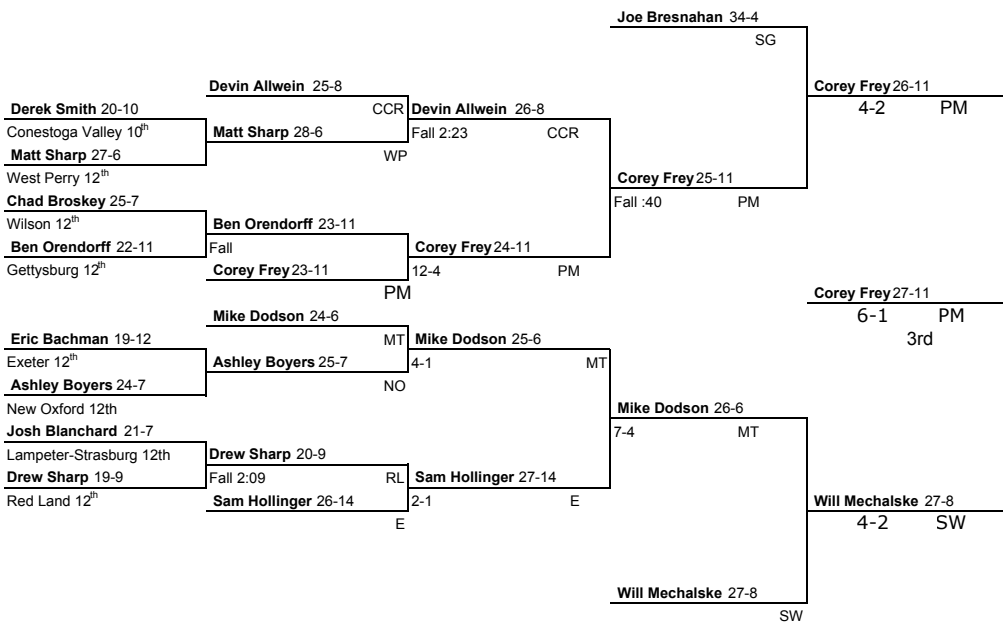 Joe Bresnahan 34-4
SG
Devin Allwein 25-8
Corey Frey 26-11
Derek Smith 20-10
CCR
Devin Allwein 26-8
4-2 PM
Conestoga Valley 10th
Matt Sharp 28-6
Fall 2:23 CCR
Matt Sharp 27-6
WP
West Perry 12th
Corey Frey 25-11
Chad Broskey 25-7
Fall :40 PM
Wilson 12th
Ben Orendorff 23-11
Ben Orendorff 22-11
Fall
Corey Frey 24-11
Gettysburg 12th
Corey Frey 23-11
12-4 PM
PM
Corey Frey 27-11
Mike Dodson 24-6
6-1 PM
Eric Bachman 19-12
MT
Mike Dodson 25-6
3rd
Exeter 12th
Ashley Boyers 25-7
4-1 MT
Ashley Boyers 24-7
NO
New Oxford 12th
Mike Dodson 26-6
Josh Blanchard 21-7
7-4 MT
Lampeter-Strasburg 12th
Drew Sharp 20-9
Drew Sharp 19-9
Fall 2:09 RL
Sam Hollinger 27-14
Red Land 12th
Sam Hollinger 26-14
2-1 E
Will Mechalske 27-8
E
4-2 SW
Will Mechalske 27-8
SW